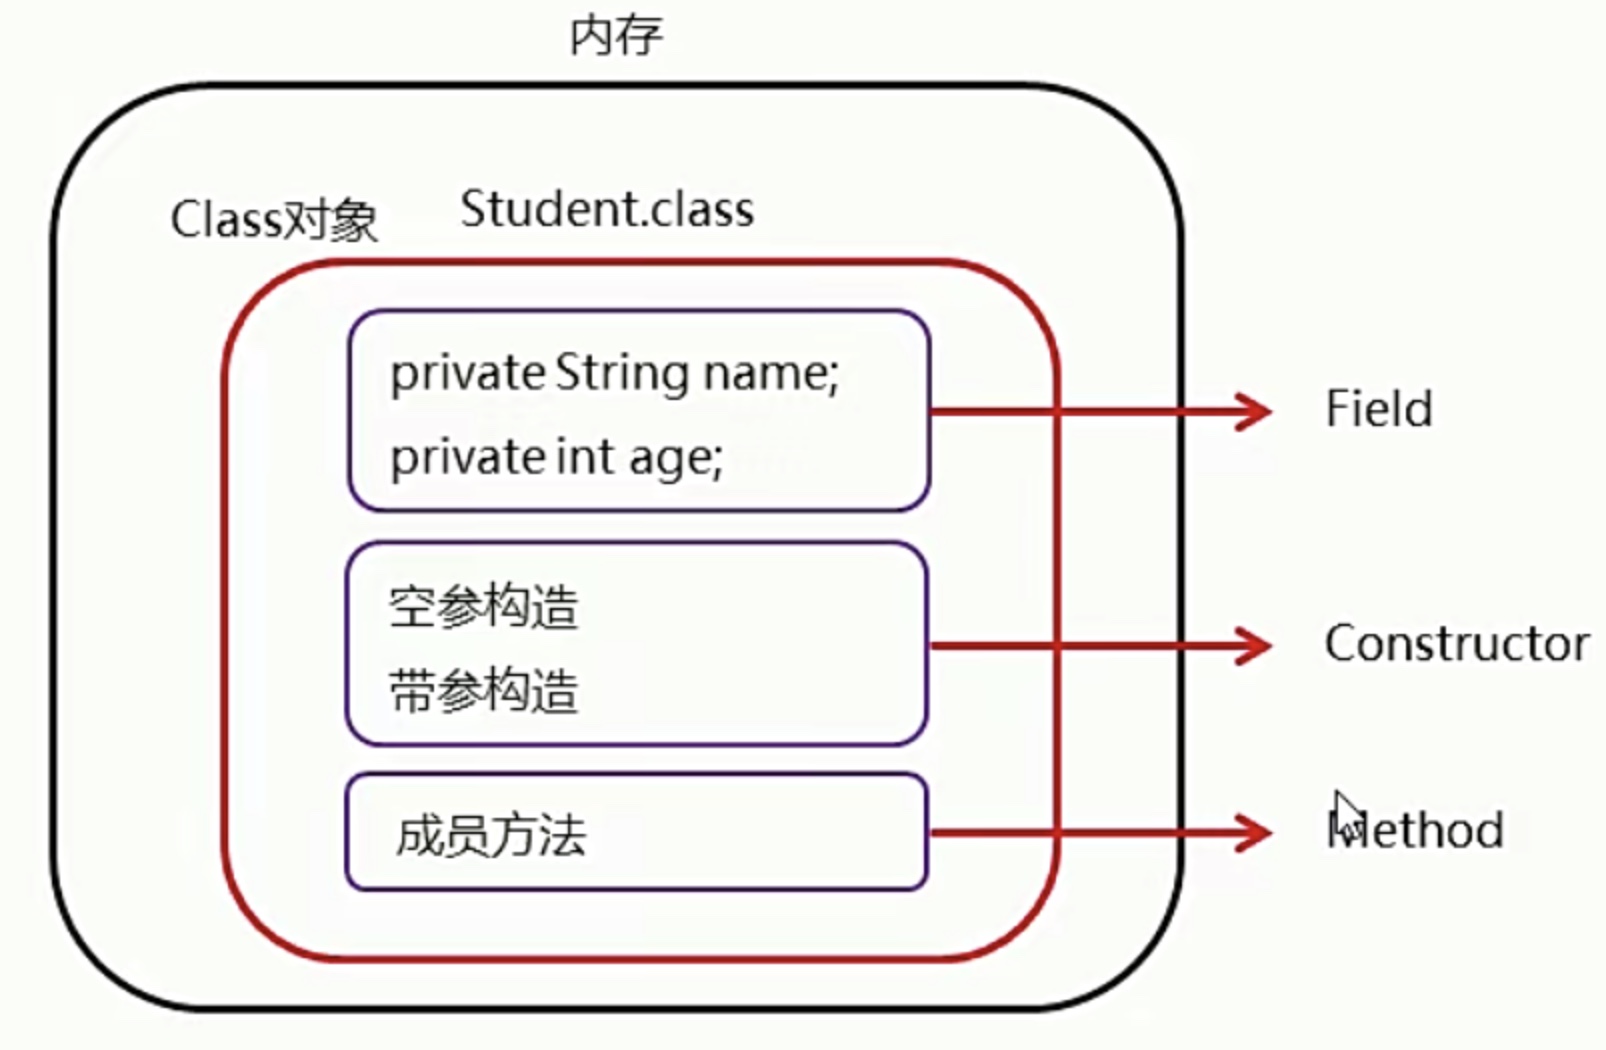 内存
Class对象 Student.class
private String name;
private int age;
Field
空参构造
带参构造
Constructor
成员方法
Method